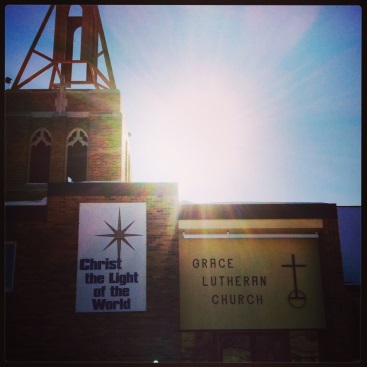 Christ
the Light
of the
World
GRACE
LUTHERAN
CHURCH